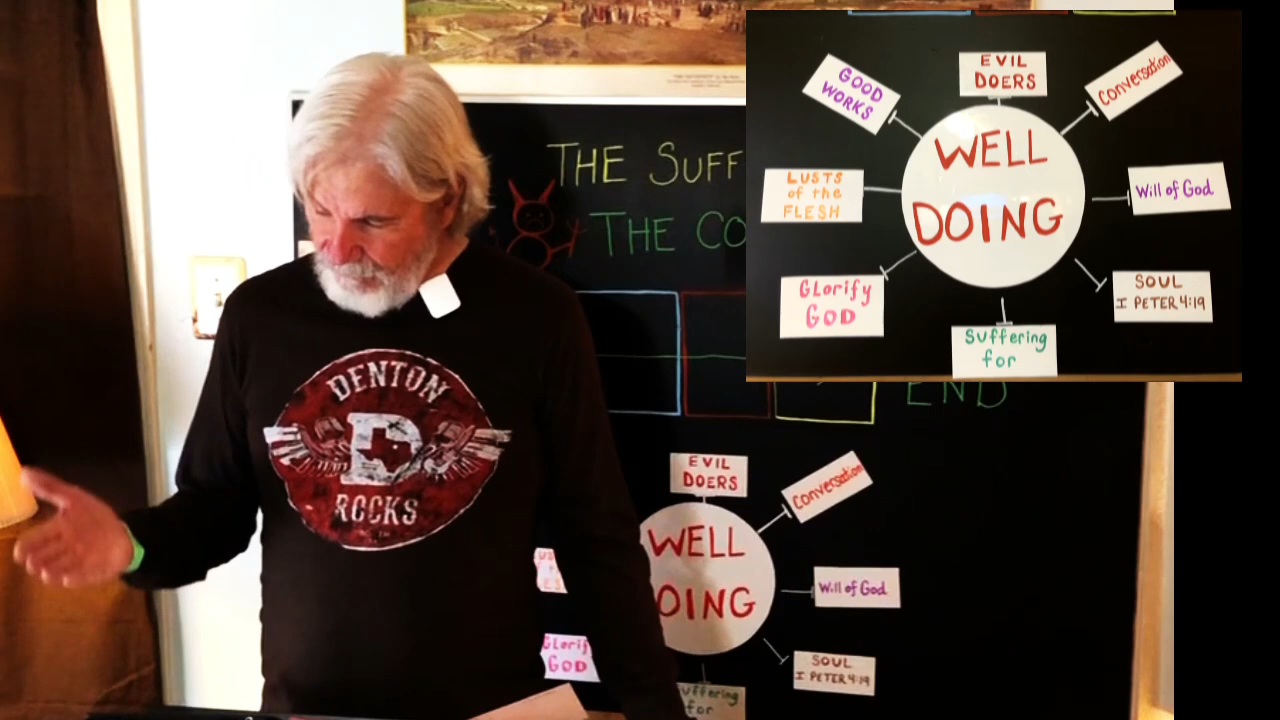 THE SUFF
THE CO
END
DENTON
D
ROCKS
EVIL
DOERS
Conversation
GOOD
WORKS
WELL
DOING
LUSTS
of the
FLESH
Will of God
GLorify
GOD
SOUL
I PETER 4:19
Suffering
for
EVIL
DOERS
Conversation
WELL
OING
Will of God
GLorify
GOD
SOUL
I PETER 4:19
uffering
for